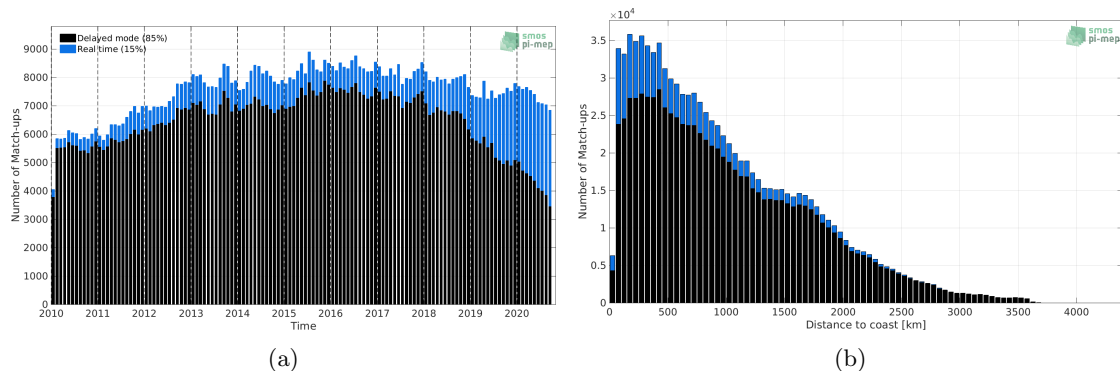 Delayed mode (85%)
Real time (15%)
smos
pi-mep
9000
8000
7000
6000
5000
4000
3000
2000
1000
0
Number of Match-ups
2010 2011 2012 2013 2014 2015 2016 2017 2018 2019 2020
Time
(a)
×10⁴
smos
pi-mep
3.5
3
2.5
2
1.5
1
0.5
0
Number of Match-ups
0 500 1000 1500 2000 2500 3000 3500 4000
Distance to coast [km]
(b)